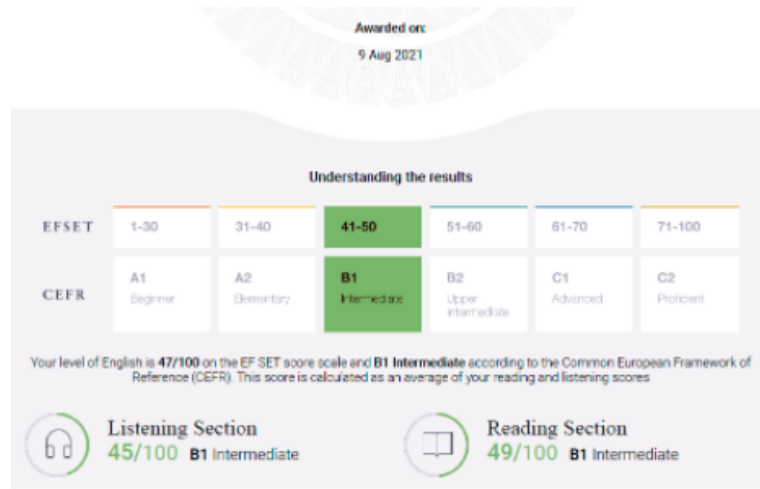 Awarded on:
9 Aug 2021
Understanding the results
EFSET 1-30 31-40 41-50 51-60 61-70 71-100
CEFR A1 A2 B1 B2 C1 C2
Beginner Elementary Intermediate Upper Intermediate Advanced Proficient
Your level of English is 47/100 on the EF SET score scale and B1 Intermediate according to the Common European Framework of
Reference (CEFR). This score is calculated as an average of your reading and listening scores
Listening Section Reading Section
45/100 B1 Intermediate 49/100 B1 Intermediate